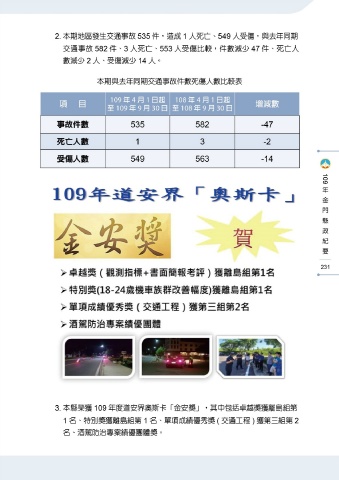 2. 本期地區發生交通事故 535 件,造成 1 人死亡、549 人受傷,與去年同期
交通事故 582 件、3 人死亡、553 人受傷比較,件數減少 47 件、死亡人
數減少 2 人、受傷減少 14 人。
本期與去年同期交通事故件數死傷人數比較表
項 目 109 年 4 月 1 日起 108 年 4 月 1 日起 增減數
至 109 年 9 月 30 日 至 108 年 9 月 30 日
事故件數 535 582 -47
死亡人數 1 3 -2
受傷人數 549 563 -14
109年道安界「奧斯卡」
金安獎 賀
➢卓越獎(觀測指標+書面簡報考評)獲離島組第1名
➢特別獎(18-24歲機車族群改善幅度)獲離島組第1名
➢單項成績優秀獎(交通工程)獲第三組第2名
➢酒駕防治專案績優團體
3. 本縣榮獲 109 年度道安界奧斯卡「金安獎」,其中包括卓越獎獲離島組第
1 名、特別獎獲離島組第 1 名、單項成績優秀獎 ( 交通工程 ) 獲第三組第 2
名、酒駕防治專案績優團體獎。
109年金門縣政紀要
231